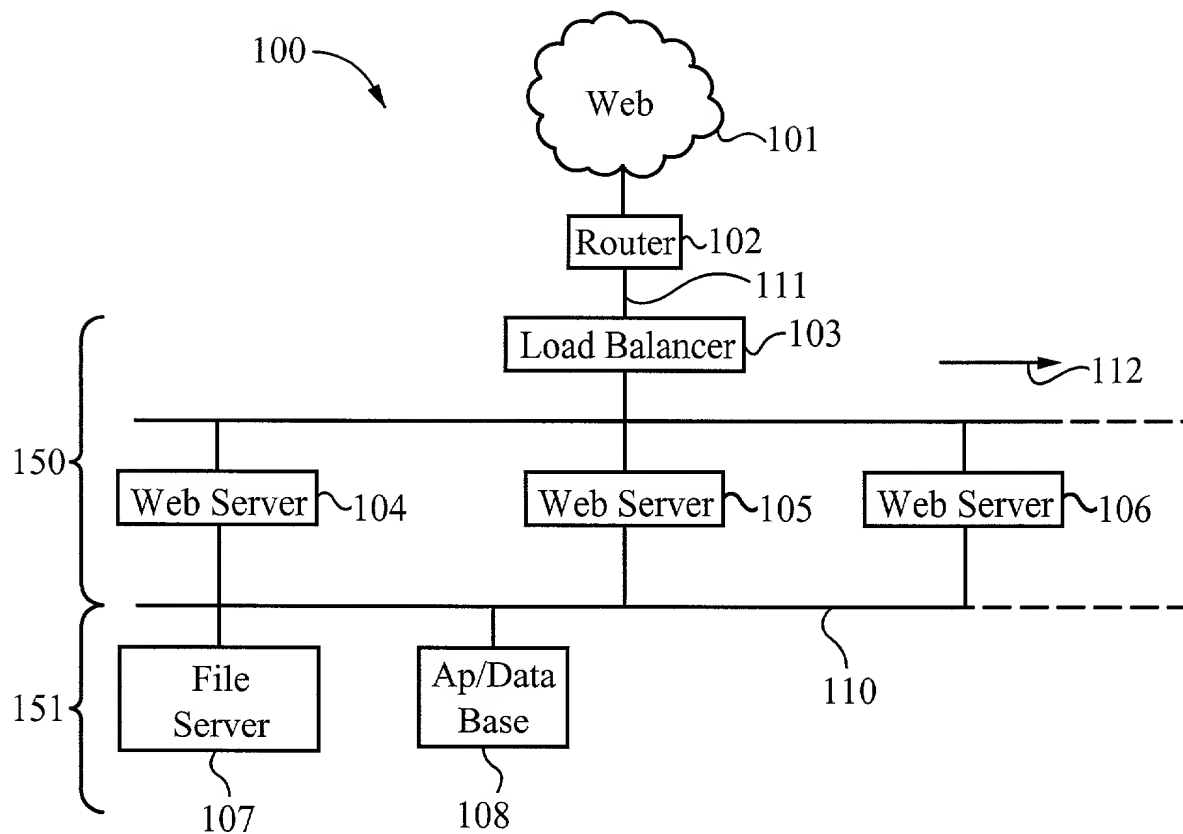 100
Web
101
Router
102
111
Load Balancer
103
112
150
Web Server
104
Web Server
105
Web Server
106
151
File
Server
Ap/Data
Base
110
107
108